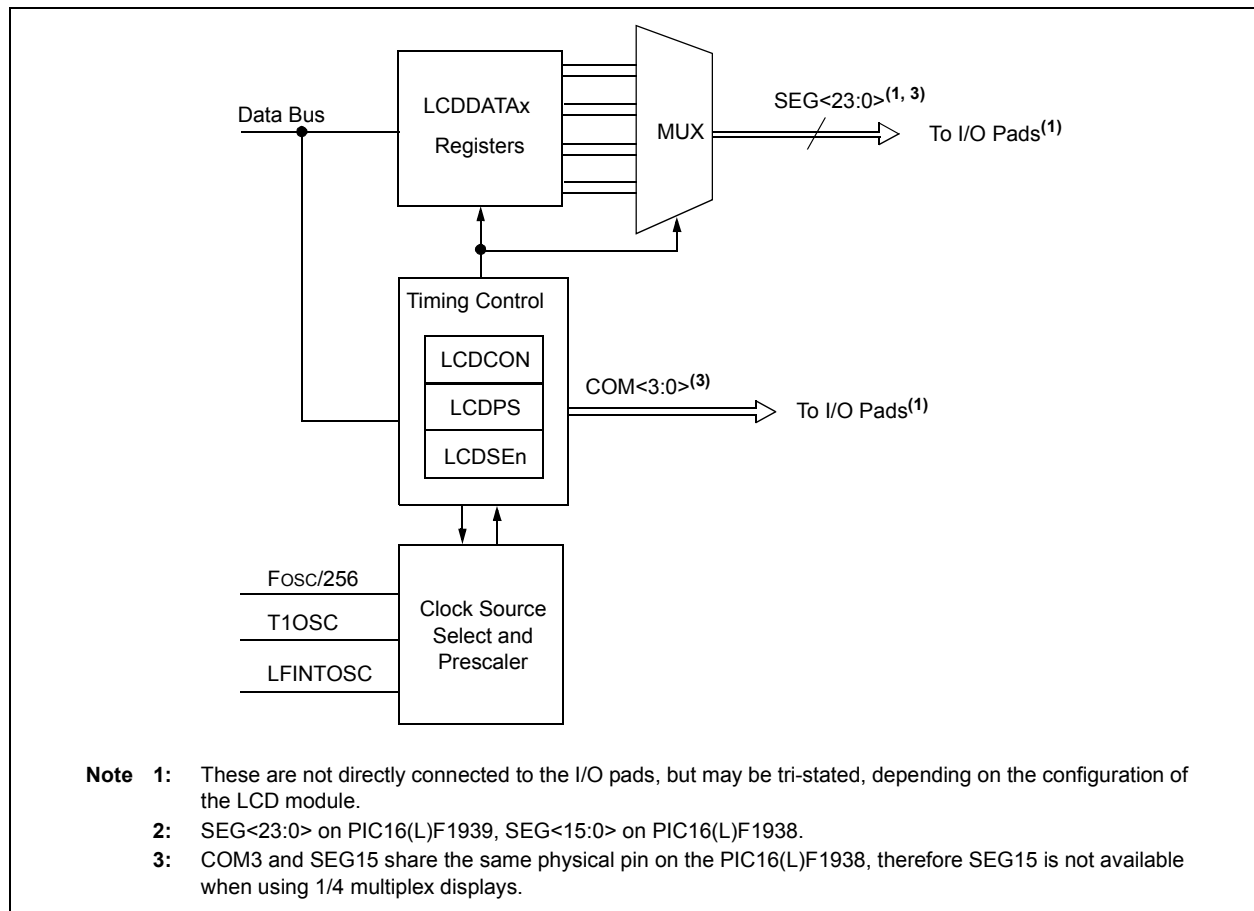 Data Bus
LCDDATAx
Registers
MUX
SEG<23:0>(1, 3)
To I/O Pads(1)
Timing Control
LCDCON
LCDPS
LCDSEn
COM<3:0>(3)
To I/O Pads(1)
Fosc/256
T1OSC
LFINTOSC
Clock Source
Select and
Prescaler
Note 1: These are not directly connected to the I/O pads, but may be tri-stated, depending on the configuration of
the LCD module.
2: SEG<23:0> on PIC16(L)F1939, SEG<15:0> on PIC16(L)F1938.
3: COM3 and SEG15 share the same physical pin on the PIC16(L)F1938, therefore SEG15 is not available
when using 1/4 multiplex displays.